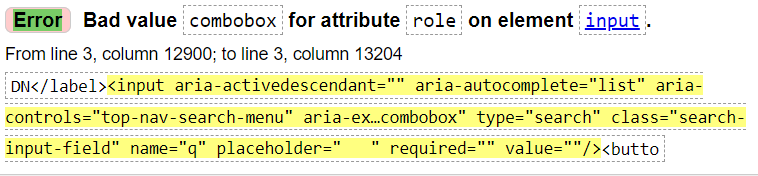 Error Bad value combobox for attribute role on element input.
From line 3, column 12900; to line 3, column 13204
DN</label><input aria-activedescendant="" aria-autocomplete="list" aria-
controls="top-nav-search-menu" aria-ex…combobox" type="search" class="search-
input-field" name="q" placeholder="   " required="" value=""/><butto